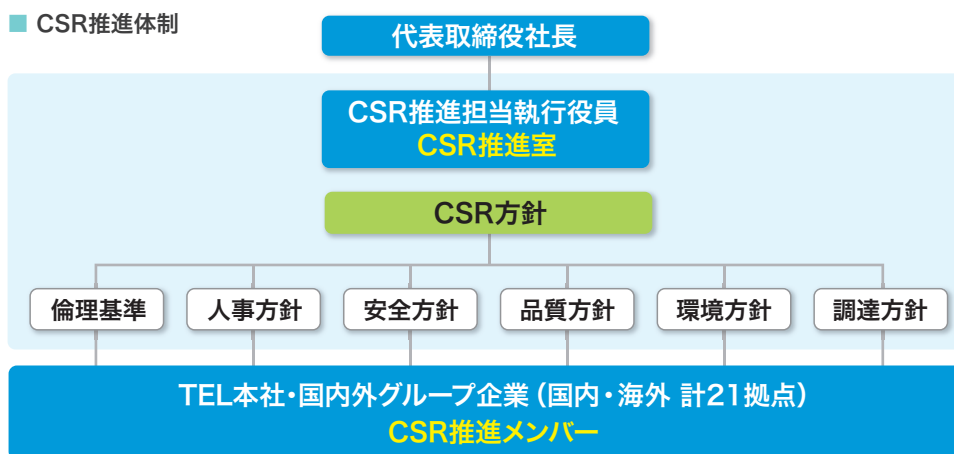 ■ CSR推進体制
代表取締役社長
CSR推進担当執行役員
CSR推進室
CSR方針
倫理基準 人事方針 安全方針 品質方針 環境方針 調達方針
TEL本社・国内外グループ企業（国内・海外 計21拠点）
CSR推進メンバー